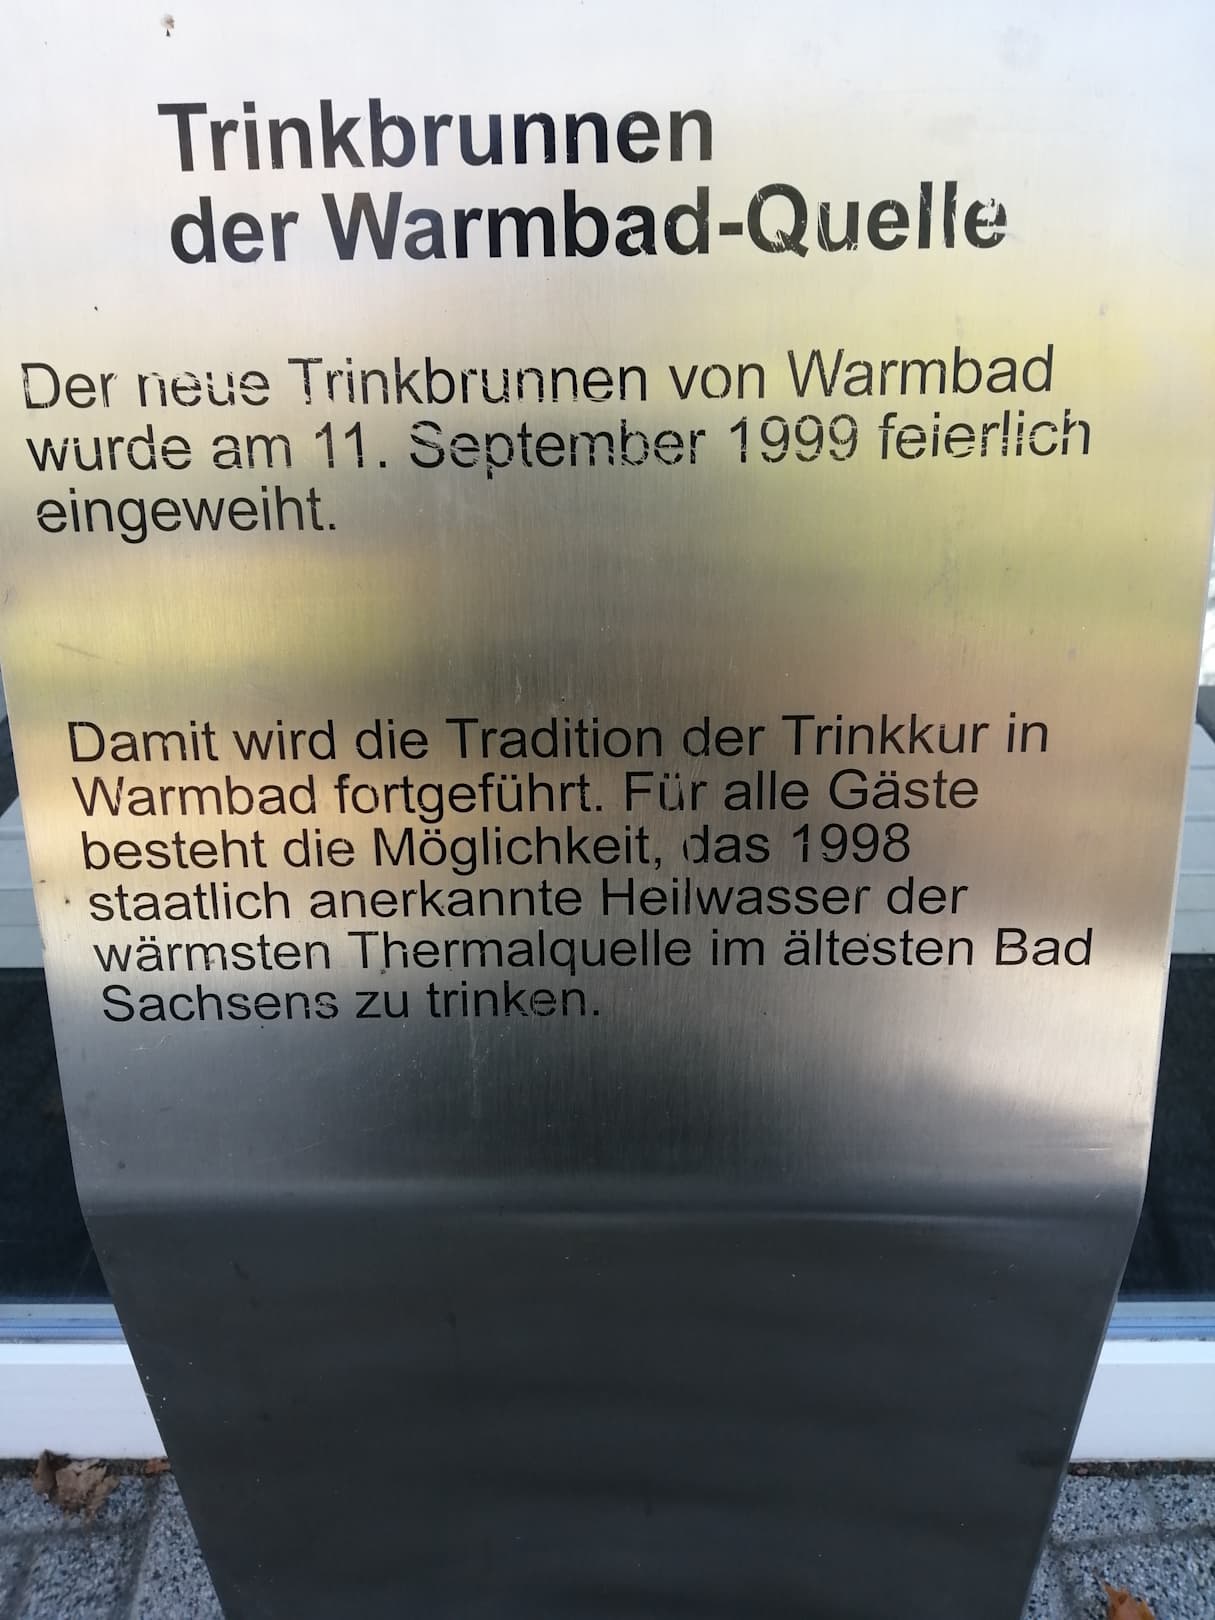 Trinkbrunnen
der Warmbad-Quelle
Der neue Trinkbrunnen von Warmbad
wurde am 11. September 1999 feierlich
eingeweiht.
Damit wird die Tradition der Trinkkur in
Warmbad fortgeführt. Für alle Gäste
besteht die Möglichkeit, das 1998
staatlich anerkannte Heilwasser der
wärmsten Thermalquelle im ältesten Bad
Sachsens zu trinken.